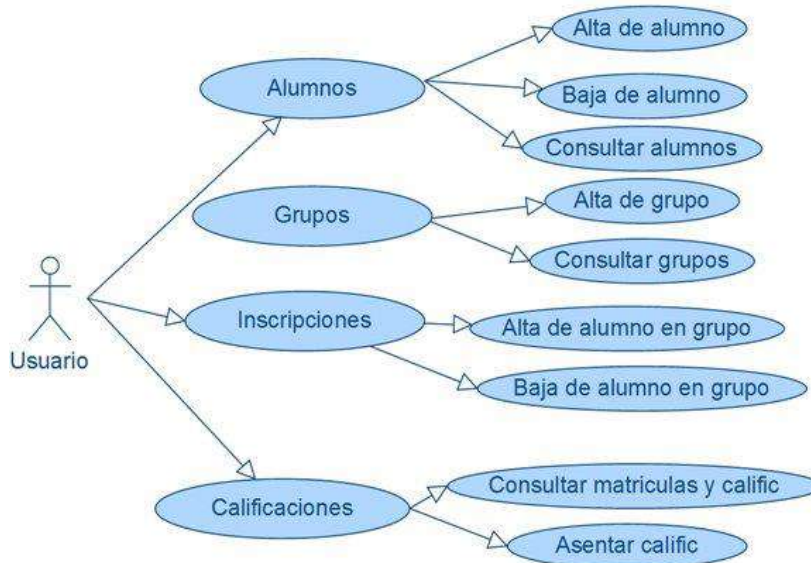 Alta de alumno
Alumnos
Baja de alumno
Consultar alumnos
Grupos
Alta de grupo
Consultar grupos
Usuario
Inscripciones
Alta de alumno en grupo
Baja de alumno en grupo
Calificaciones
Consultar matriculas y calific
Asentar calific